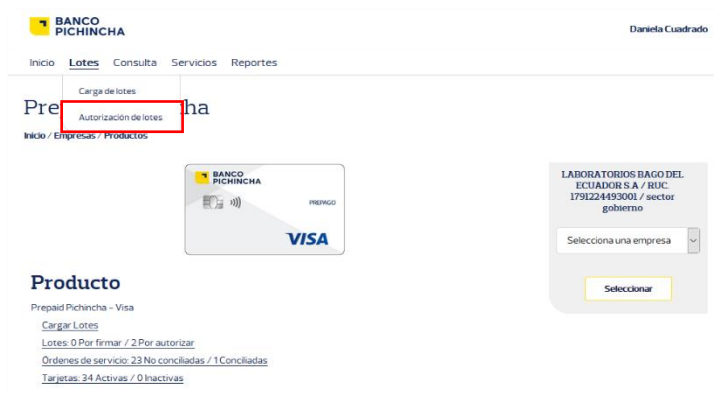 BANCO
PICHINCHA
Daniela Cuadrado
Inicio Lotes Consulta Servicios Reportes
Carga de lotes
Autorización de lotes
Pre ha
Inicio / Empresas / Productos
BANCO
PICHINCHA
PREPAGO
VISA
LABORATORIOS BAGO DEL
ECUADOR S.A / RUC.
1791224493001 / sector
gobierno
Selecciona una empresa
Seleccionar
Producto
Prepaid Pichincha – Visa
Cargar Lotes
Lotes: 0 Por firmar / 2 Por autorizar
Órdenes de servicio: 23 No conciliadas / 1 Conciliadas
Tarjetas: 34 Activas / 0 Inactivas